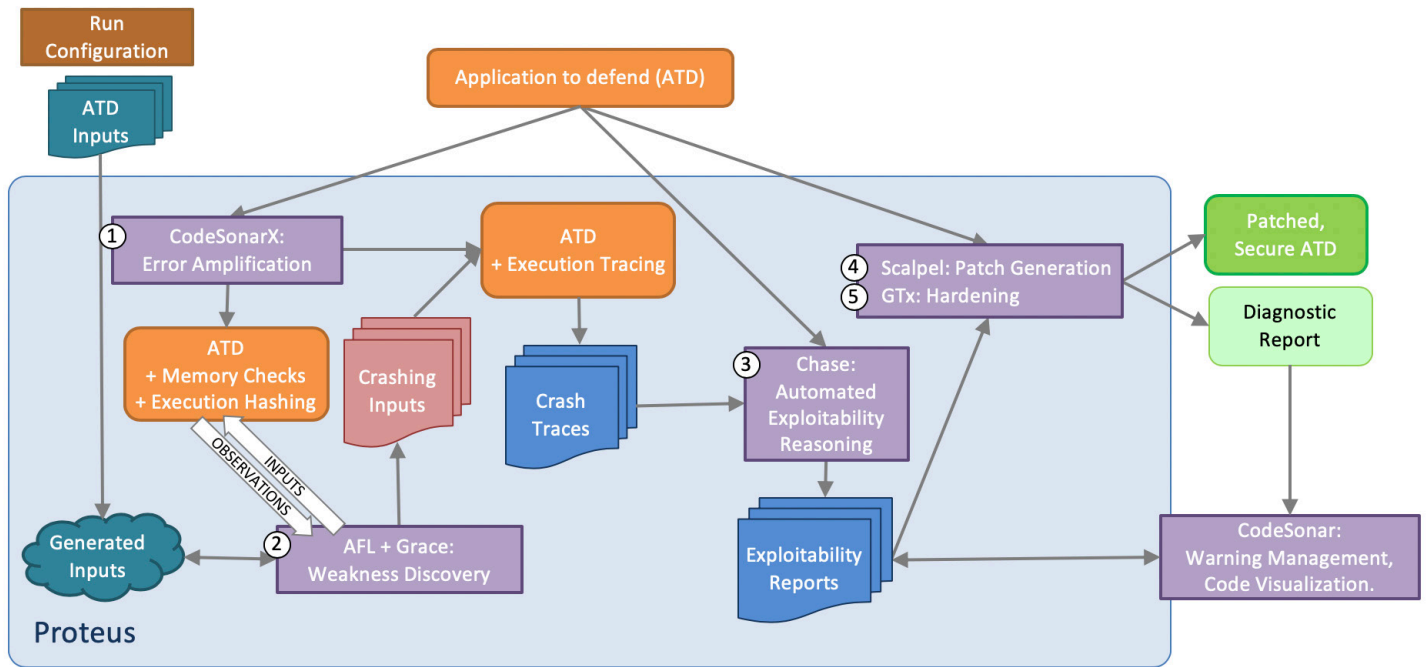 Run
Configuration
ATD
Inputs
Application to defend (ATD)
1
CodeSonarX:
Error Amplification
ATD
+ Execution Tracing
4
Scalpel: Patch Generation
5
GTx: Hardening
Patched,
Secure ATD
Diagnostic
Report
ATD
+ Memory Checks
+ Execution Hashing
Crashing
Inputs
Crash
Traces
3
Chase:
Automated
Exploitability
Reasoning
INPUTS
OBSERVATIONS
Generated
Inputs
2
AFL + Grace:
Weakness Discovery
Exploitability
Reports
CodeSonar:
Warning Management,
Code Visualization.
Proteus